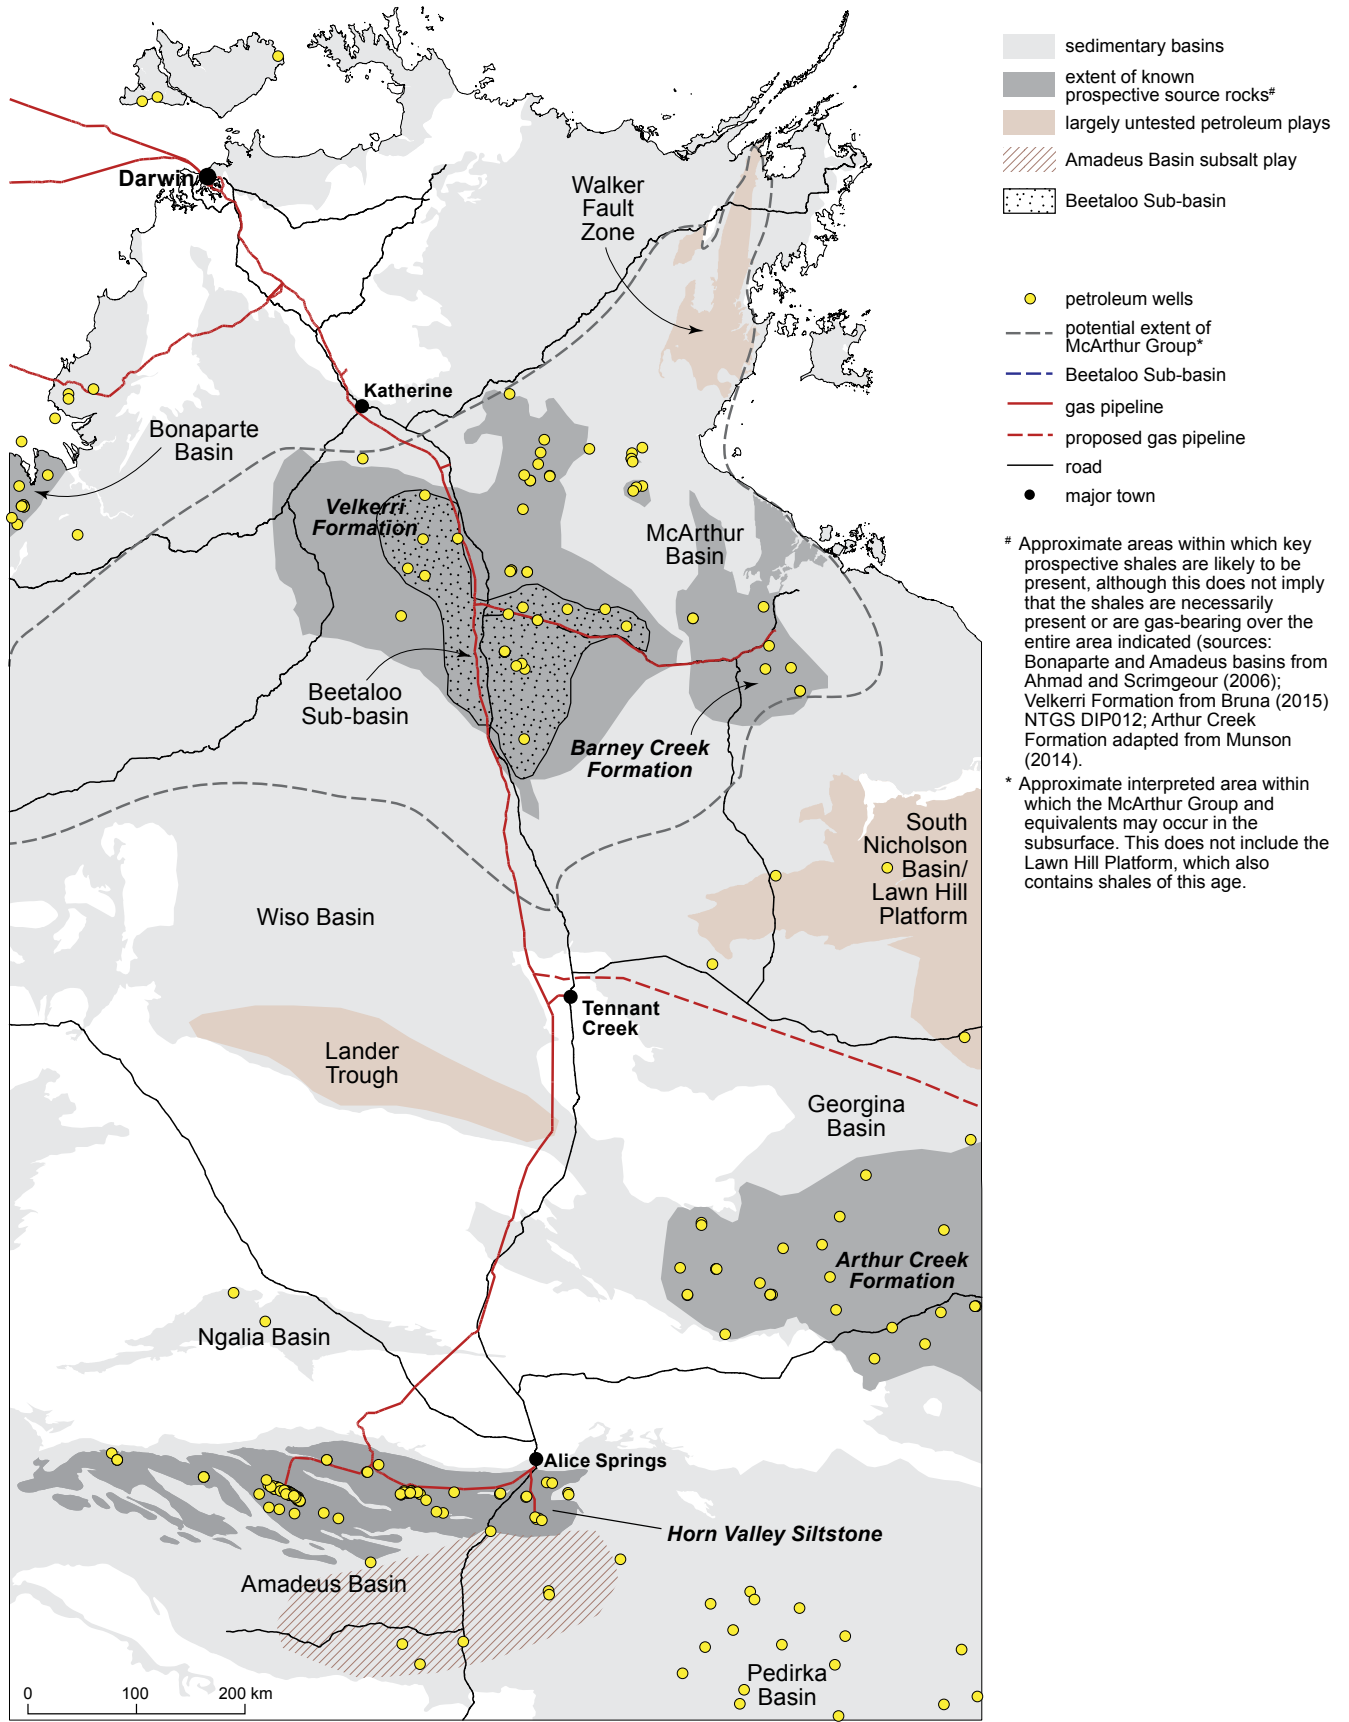 Darwin
Walker
Fault
Zone
Katherine
Bonaparte
Basin
Velkerri
Formation
McArthur
Basin
Beetaloo
Sub-basin
Barney Creek
Formation
South
Nicholson
Basin/
Lawn Hill
Platform
Wiso Basin
Tennant
Creek
Lander
Trough
Georgina
Basin
Arthur Creek
Formation
Ngalia Basin
Alice Springs
Horn Valley Siltstone
Amadeus Basin
Pedirka
Basin
0 100 200 km
sedimentary basins
extent of known
prospective source rocks#
largely untested petroleum plays
Amadeus Basin subsalt play
Beetaloo Sub-basin
petroleum wells
potential extent of
McArthur Group*
Beetaloo Sub-basin
gas pipeline
proposed gas pipeline
road
major town
# Approximate areas within which key
prospective shales are likely to be
present, although this does not imply
that the shales are necessarily
present or are gas-bearing over the
entire area indicated (sources:
Bonaparte and Amadeus basins from
Ahmad and Scrimgeour (2006);
Velkerri Formation from Bruna (2015)
NTGS DIP012; Arthur Creek
Formation adapted from Munson
(2014).
* Approximate interpreted area within
which the McArthur Group and
equivalents may occur in the
subsurface. This does not include the
Lawn Hill Platform, which also
contains shales of this age.